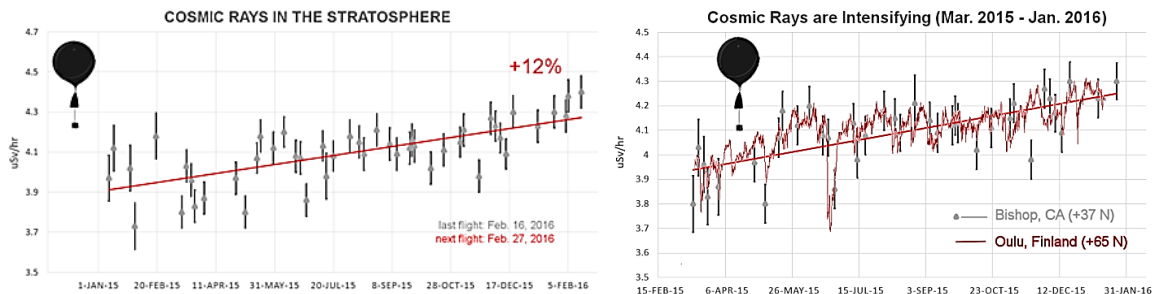 COSMIC RAYS IN THE STRATOSPHERE
4.7
4.5
4.3
4.1
3.9
3.7
3.5
uSv/hr
+12%
last flight: Feb. 16, 2016
next flight: Feb. 27, 2016
1-JAN-15 20-FEB-15 11-APR-15 31-MAY-15 20-JUL-15 8-SEP-15 28-OCT-15 17-DEC-15 5-FEB-16
Cosmic Rays are Intensifying (Mar. 2015 - Jan. 2016)
4.5
4.4
4.3
4.2
4.1
4
3.9
3.8
3.7
3.6
3.5
uSv/hr
Bishop, CA (+37 N)
Oulu, Finland (+65 N)
15-FEB-15 6-APR-15 26-MAY-15 15-JUL-15 3-SEP-15 23-OCT-15 12-DEC-15 31-JAN-16